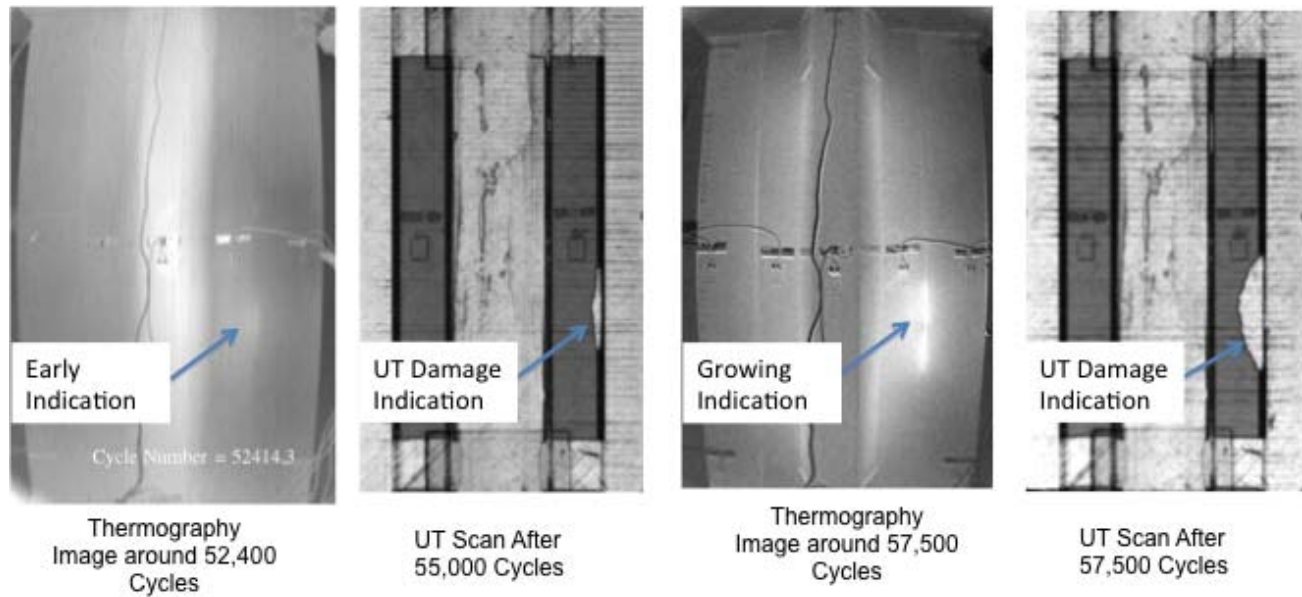 Early
Indication
Cycle Number = 52414.3
UT Damage
Indication
Growing
Indication
UT Damage
Indication
Thermography
Image around 52,400
Cycles
UT Scan After
55,000 Cycles
Thermography
Image around 57,500
Cycles
UT Scan After
57,500 Cycles